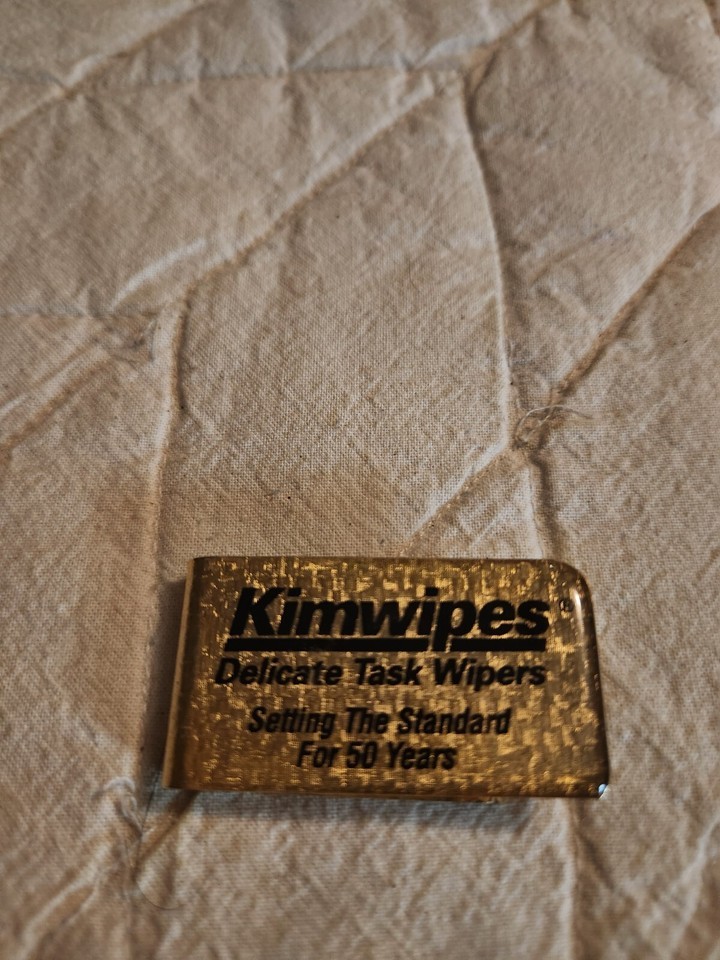 Kimwipes®
Delicate Task Wipers
Setting The Standard
For 50 Years